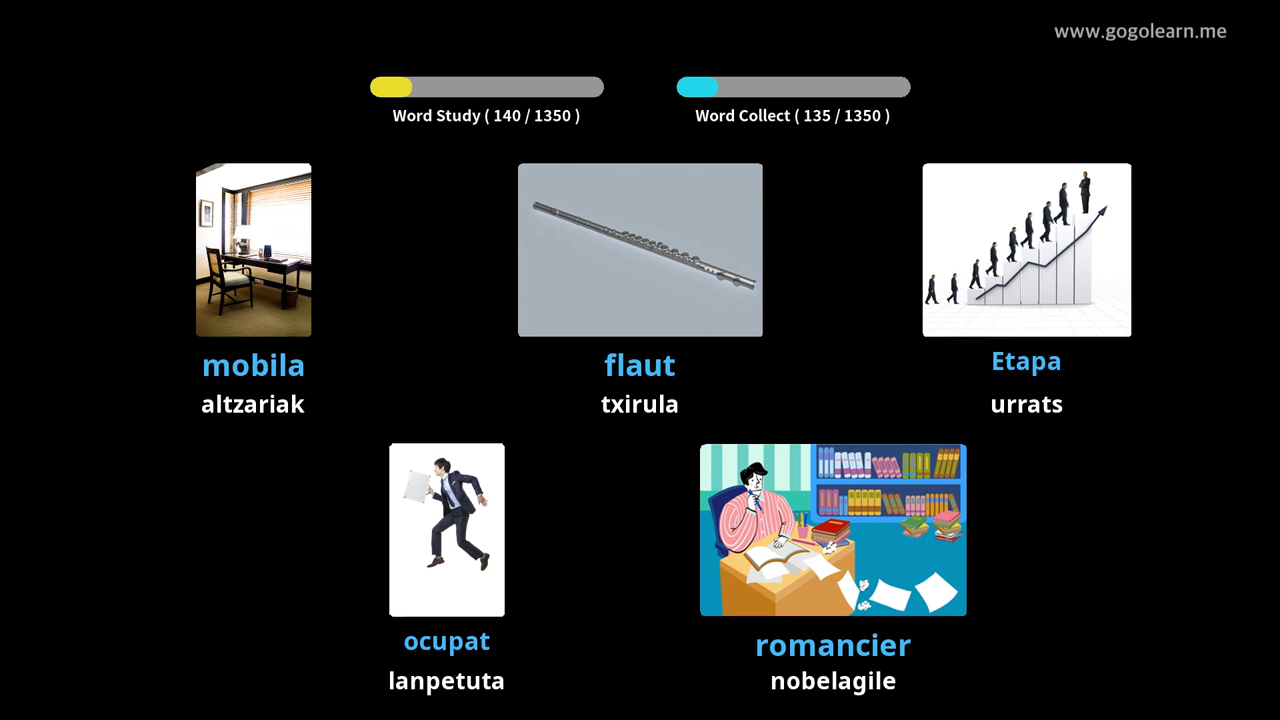 www.gogolearn.me
Word Study ( 140 / 1350 )
Word Collect ( 135 / 1350 )
mobila
altzariak
flaut
txirula
Etapa
urrats
ocupat
lanpetuta
romancier
nobelagile